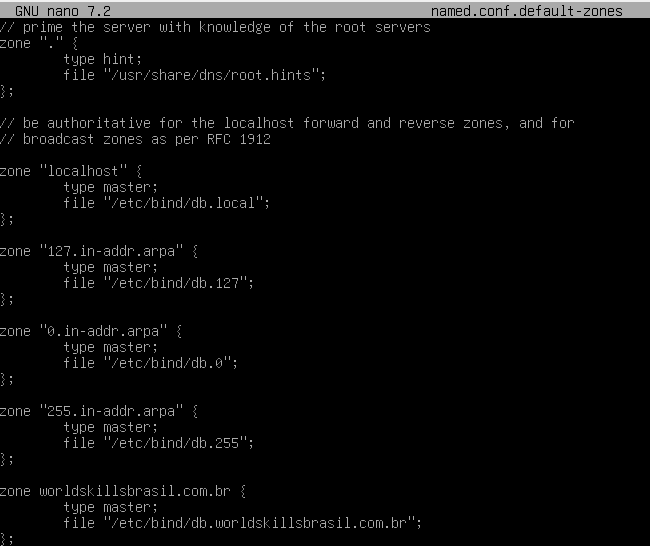 GNU nano 7.2 named.conf.default-zones
// prime the server with knowledge of the root servers
zone "." {
type hint;
file "/usr/share/dns/root.hints";
};
// be authoritative for the localhost forward and reverse zones, and for
// broadcast zones as per RFC 1912
zone "localhost" {
type master;
file "/etc/bind/db.local";
};
zone "127.in-addr.arpa" {
type master;
file "/etc/bind/db.127";
};
zone "0.in-addr.arpa" {
type master;
file "/etc/bind/db.0";
};
zone "255.in-addr.arpa" {
type master;
file "/etc/bind/db.255";
};
zone worldskillsbrasil.com.br {
type master;
file "/etc/bind/db.worldskillsbrasil.com.br";
};